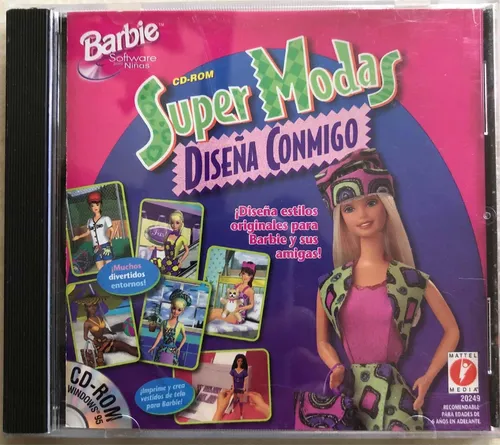 Barbie
Software
para
Niñas
CD-ROM
Super Modas
DISEÑA CONMIGO
¡Diseña estilos
originales para
Barbie y sus
amigas!
¡Muchos
divertidos
entornos!
¡Imprime y crea
vestidos de tela
para Barbie!
CD-ROM
WINDOWS 95
MATTEL
MEDIA
20249
RECOMENDABLE
PARA EDADES DE
6 AÑOS EN ADELANTE